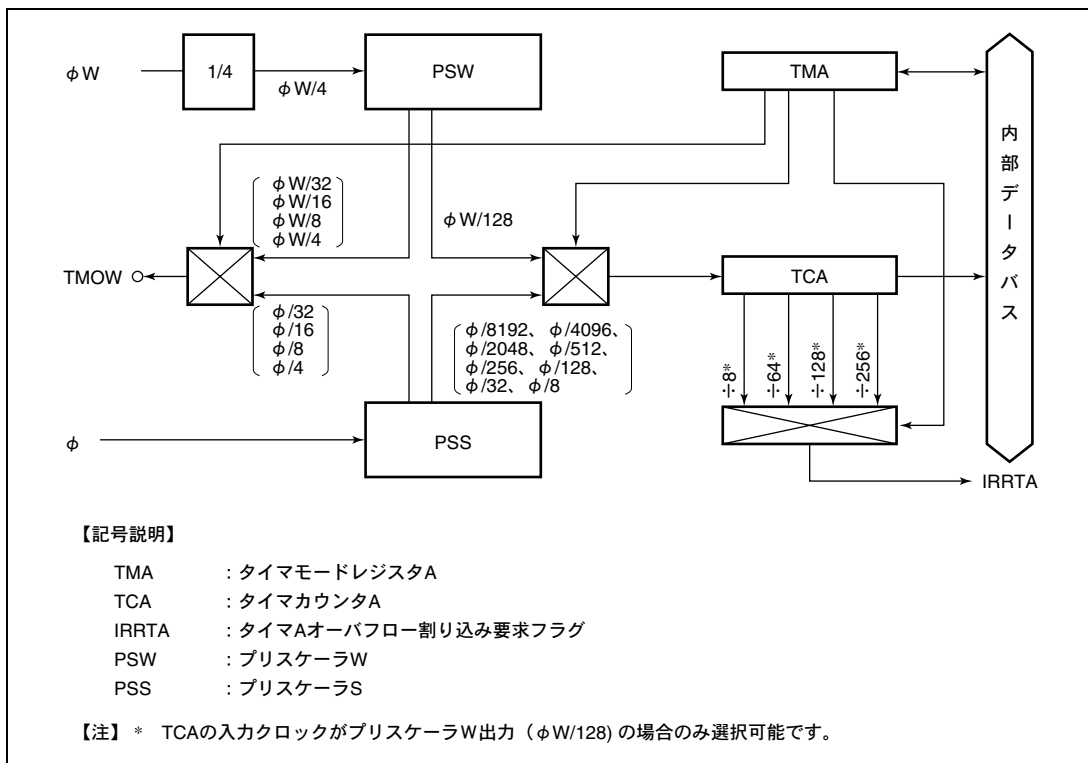 φW
1/4
φW/4
PSW
TMA
内部データバス
φW/32
φW/16
φW/8
φW/4
φW/128
TMOW
TCA
φ/32
φ/16
φ/8
φ/4
φ/8192、φ/4096、
φ/2048、φ/512、
φ/256、φ/128、
φ/32、φ/8
÷8*
÷64*
÷128*
÷256*
φ
PSS
IRRTA
【記号説明】
TMA : タイマモードレジスタA
TCA : タイマカウンタA
IRRTA : タイマAオーバフロー割り込み要求フラグ
PSW : プリスケーラW
PSS : プリスケーラS
【注】 * TCAの入力クロックがプリスケーラW出力（φW/128) の場合のみ選択可能です。